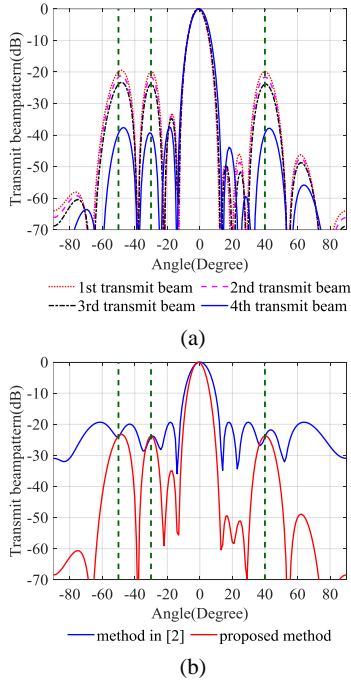 0
-10
-20
-30
-40
-50
-60
-70
Transmit beampattern(dB)
-80 -60 -40 -20 0 20 40 60 80
Angle(Degree)
1st transmit beam 2nd transmit beam
3rd transmit beam 4th transmit beam
(a)
0
-10
-20
-30
-40
-50
-60
-70
Transmit beampattern(dB)
-80 -60 -40 -20 0 20 40 60 80
Angle(Degree)
method in [2] proposed method
(b)